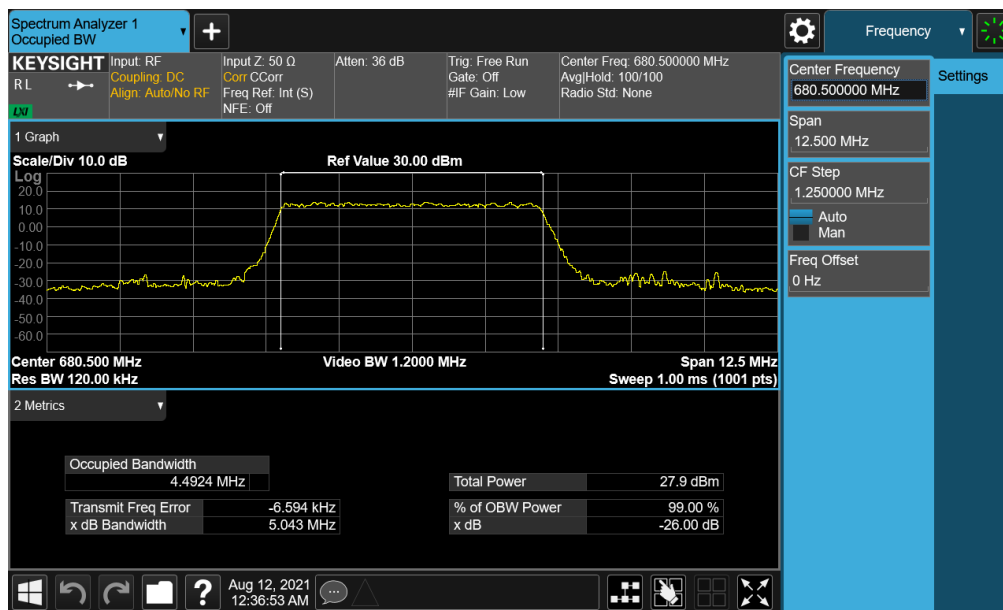 Spectrum Analyzer 1
Occupied BW
+
Frequency
KEYSIGHT
R L
LXI
Input: RF
Coupling: DC
Align: Auto/No RF
Input Z: 50 Ω
Corr CCorr
Freq Ref: Int (S)
NFE: Off
Atten: 36 dB
Trig: Free Run
Gate: Off
#IF Gain: Low
Center Freq: 680.500000 MHz
Avg|Hold: 100/100
Radio Std: None
Center Frequency
680.500000 MHz
Settings
Span
12.500 MHz
CF Step
1.250000 MHz
Auto
Man
Freq Offset
0 Hz
1 Graph
Scale/Div 10.0 dB
Ref Value 30.00 dBm
Log
20.0
10.0
0.00
-10.0
-20.0
-30.0
-40.0
-50.0
-60.0
Center 680.500 MHz
Video BW 1.2000 MHz
Span 12.5 MHz
Res BW 120.00 kHz
Sweep 1.00 ms (1001 pts)
2 Metrics
Occupied Bandwidth
4.4924 MHz
Total Power 27.9 dBm
Transmit Freq Error -6.594 kHz
% of OBW Power 99.00 %
x dB Bandwidth 5.043 MHz
x dB -26.00 dB
?
Aug 12, 2021
12:36:53 AM